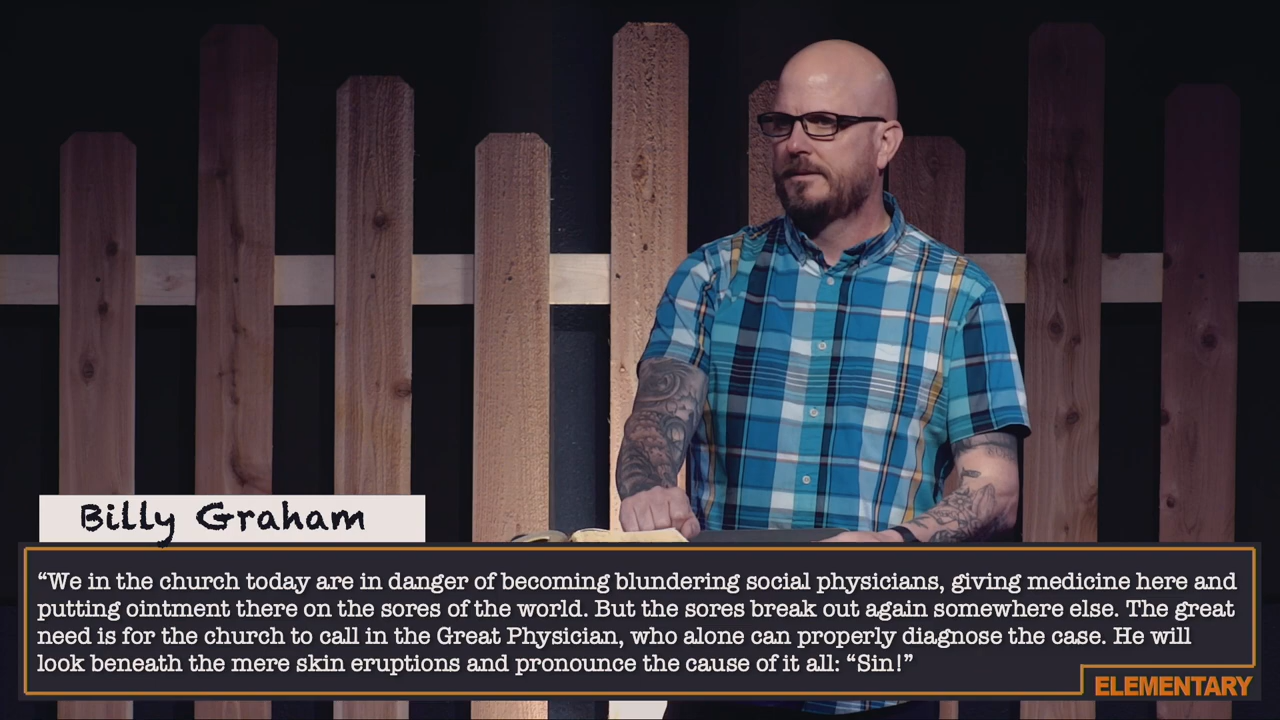 Billy Graham
“We in the church today are in danger of becoming blundering social physicians, giving medicine here and
putting ointment there on the sores of the world. But the sores break out again somewhere else. The great
need is for the church to call in the Great Physician, who alone can properly diagnose the case. He will
look beneath the mere skin eruptions and pronounce the cause of it all: “Sin!”
ELEMENTARY